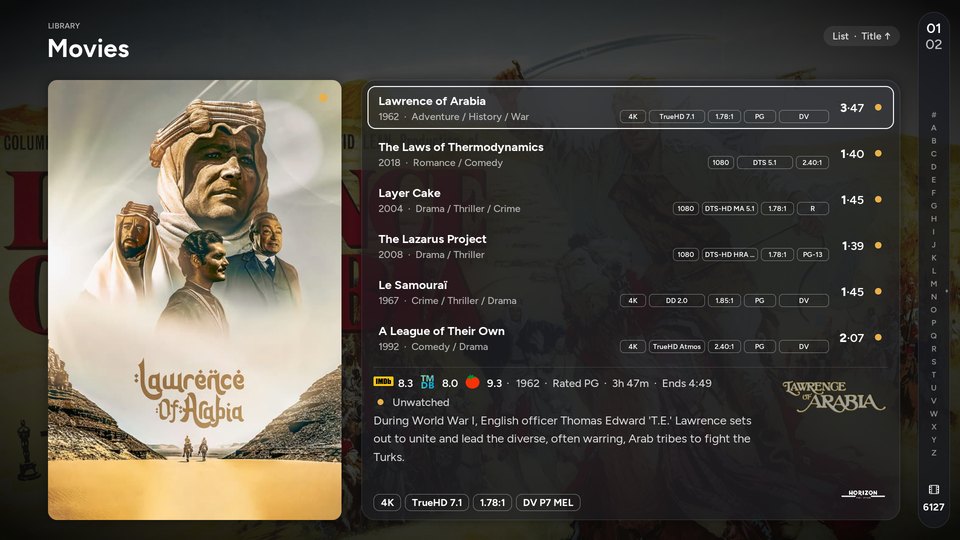 LIBRARY
Movies
List · Title ↑
01
02
COLUM
Lawrence
Of Arabia
Lawrence of Arabia
1962 · Adventure / History / War
4K TrueHD 7.1 1.78:1 PG DV
3·47
The Laws of Thermodynamics
2018 · Romance / Comedy
1080 DTS 5.1 2.40:1
1·40
Layer Cake
2004 · Drama / Thriller / Crime
1080 DTS-HD MA 5.1 1.78:1 R
1·45
The Lazarus Project
2008 · Drama / Thriller
1080 DTS-HD HRA ... 1.78:1 PG-13
1·39
Le Samouraï
1967 · Crime / Thriller / Drama
4K DD 2.0 1.85:1 PG DV
1·45
A League of Their Own
1992 · Comedy / Drama
4K TrueHD Atmos 2.40:1 PG DV
2·07
IMDb 8.3 TMDB 8.0 9.3 · 1962 · Rated PG · 3h 47m · Ends 4:49
Unwatched
During World War I, English officer Thomas Edward 'T.E.' Lawrence sets
out to unite and lead the diverse, often warring, Arab tribes to fight the
Turks.
LAWRENCE
OF ARABIA
4K TrueHD 7.1 1.78:1 DV P7 MEL
HORIZON
#
A
B
C
D
E
F
G
H
I
J
K
L
M
N
O
P
Q
R
S
T
U
V
W
X
Y
Z
6127